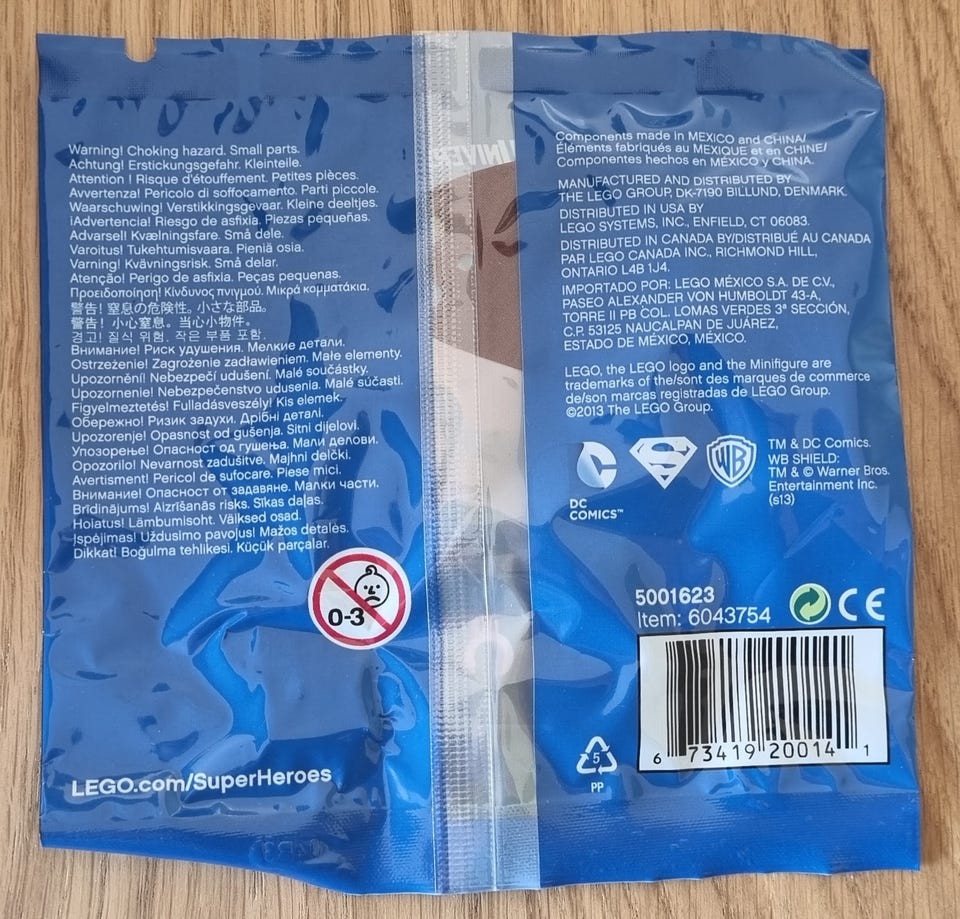 Warning! Choking hazard. Small parts.
Achtung! Erstickungsgefahr. Kleinteile.
Attention ! Risque d'étouffement. Petites pièces.
Avvertenza! Pericolo di soffocamento. Parti piccole.
Waarschuwing! Verstikkingsgevaar. Kleine deeltjes.
¡Advertencia! Riesgo de asfixia. Piezas pequeñas.
Advarsel! Kvælningsfare. Små dele.
Varoitus! Tukehtumisvaara. Pieniä osia.
Varning! Kvävningsrisk. Små delar.
Atenção! Perigo de asfixia. Peças pequenas.
Προειδοποίηση! Κίνδυνος πνιγμού. Μικρά κομματάκια.
警告! 窒息の危険性。小さな部品。
警告! 小心窒息。当心小物件。
경고! 질식 위험. 작은 부품 포함.
Внимание! Риск удушения. Мелкие детали.
Ostrzeżenie! Zagrożenie zadławieniem. Małe elementy.
Upozornění! Nebezpečí udušení. Malé součástky.
Upozornenie! Nebezpečenstvo udusenia. Malé súčasti.
Figyelmeztetés! Fulladásveszély! Kis elemek.
Обережно! Ризик задухи. Дрібні деталі.
Upozorenje! Opasnost od gušenja. Sitni dijelovi.
Упозорење! Опасност од гушења. Мали делови.
Opozorilo! Nevarnost zadušitve. Majhni delčki.
Avertisment! Pericol de sufocare. Piese mici.
Внимание! Опасност от задавяне. Малки части.
Brīdinājums! Aizrīšanās risks. Sīkas daļas.
Hoiatus! Lämbumisoht. Väiksed osad.
Įspėjimas! Uždusimo pavojus! Mažos detalės.
Dikkat! Boğulma tehlikesi. Küçük parçalar.
0-3
LEGO.com/SuperHeroes
Components made in MEXICO and CHINA/
Éléments fabriqués au MEXIQUE et en CHINE/
Componentes hechos en MÉXICO y CHINA.
MANUFACTURED AND DISTRIBUTED BY
THE LEGO GROUP, DK-7190 BILLUND, DENMARK.
DISTRIBUTED IN USA BY
LEGO SYSTEMS, INC., ENFIELD, CT 06083.
DISTRIBUTED IN CANADA BY/DISTRIBUÉ AU CANADA
PAR LEGO CANADA INC., RICHMOND HILL,
ONTARIO L4B 1J4.
IMPORTADO POR: LEGO MÉXICO S.A. DE C.V.,
PASEO ALEXANDER VON HUMBOLDT 43-A,
TORRE II PB COL. LOMAS VERDES 3ª SECCIÓN,
C.P. 53125 NAUCALPAN DE JUÁREZ,
ESTADO DE MÉXICO, MÉXICO.
LEGO, the LEGO logo and the Minifigure are
trademarks of the/sont des marques de commerce
de/son marcas registradas de LEGO Group.
©2013 The LEGO Group.
DC
COMICS™
S
WB
TM & DC Comics.
WB SHIELD:
TM & © Warner Bros.
Entertainment Inc.
(s13)
5001623
Item: 6043754
CE
6 73419 20014 1
5
PP